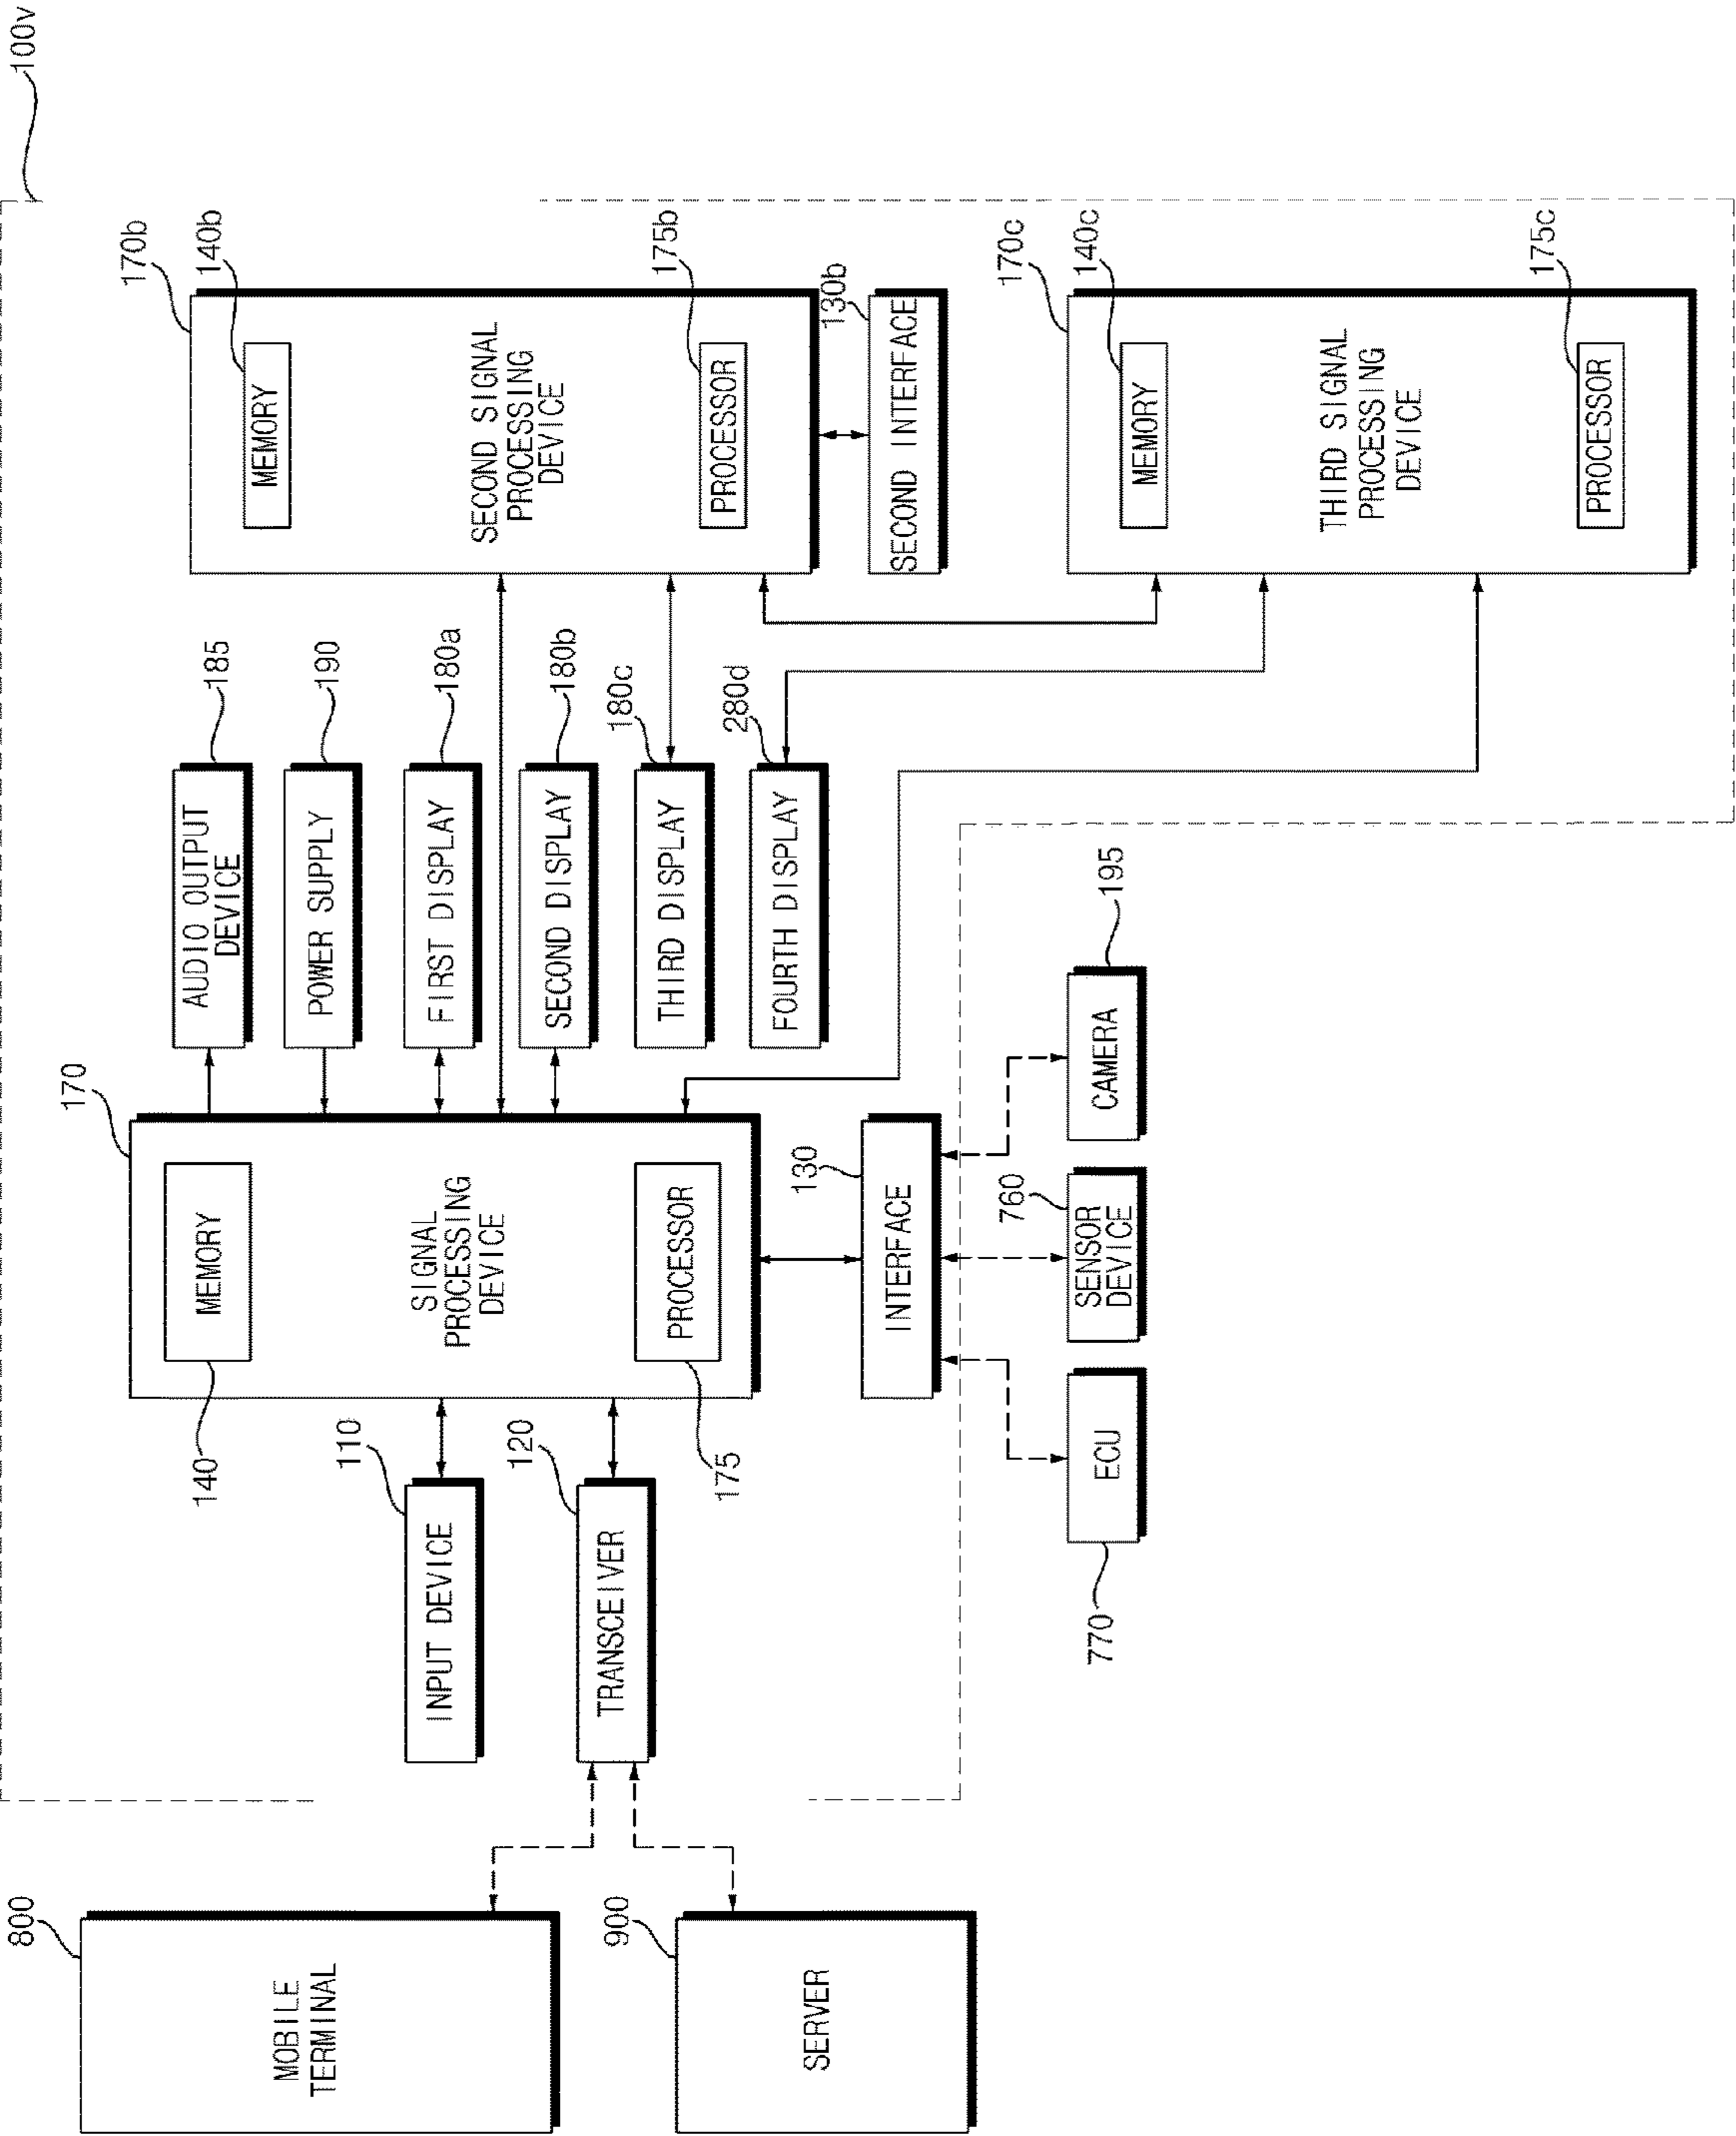 100v
800
MOBILE
TERMINAL
900
SERVER
110
INPUT DEVICE
120
TRANSCEIVER
170
140
MEMORY
SIGNAL
PROCESSING
DEVICE
PROCESSOR
175
130
INTERFACE
770
ECU
760
SENSOR
DEVICE
195
CAMERA
185
AUDIO OUTPUT
DEVICE
190
POWER SUPPLY
180a
FIRST DISPLAY
180b
SECOND DISPLAY
180c
THIRD DISPLAY
280d
FOURTH DISPLAY
170b
140b
MEMORY
SECOND SIGNAL
PROCESSING
DEVICE
175b
PROCESSOR
130b
SECOND INTERFACE
170c
140c
MEMORY
THIRD SIGNAL
PROCESSING
DEVICE
175c
PROCESSOR